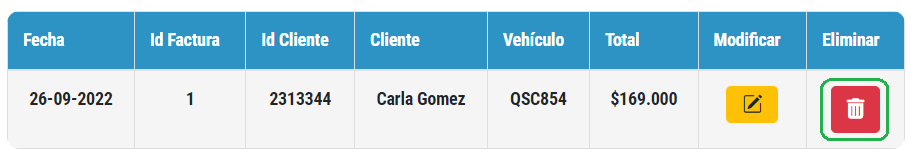 Fecha Id Factura Id Cliente Cliente Vehículo Total Modificar Eliminar
26-09-2022 1 2313344 Carla Gomez QSC854 $169.000